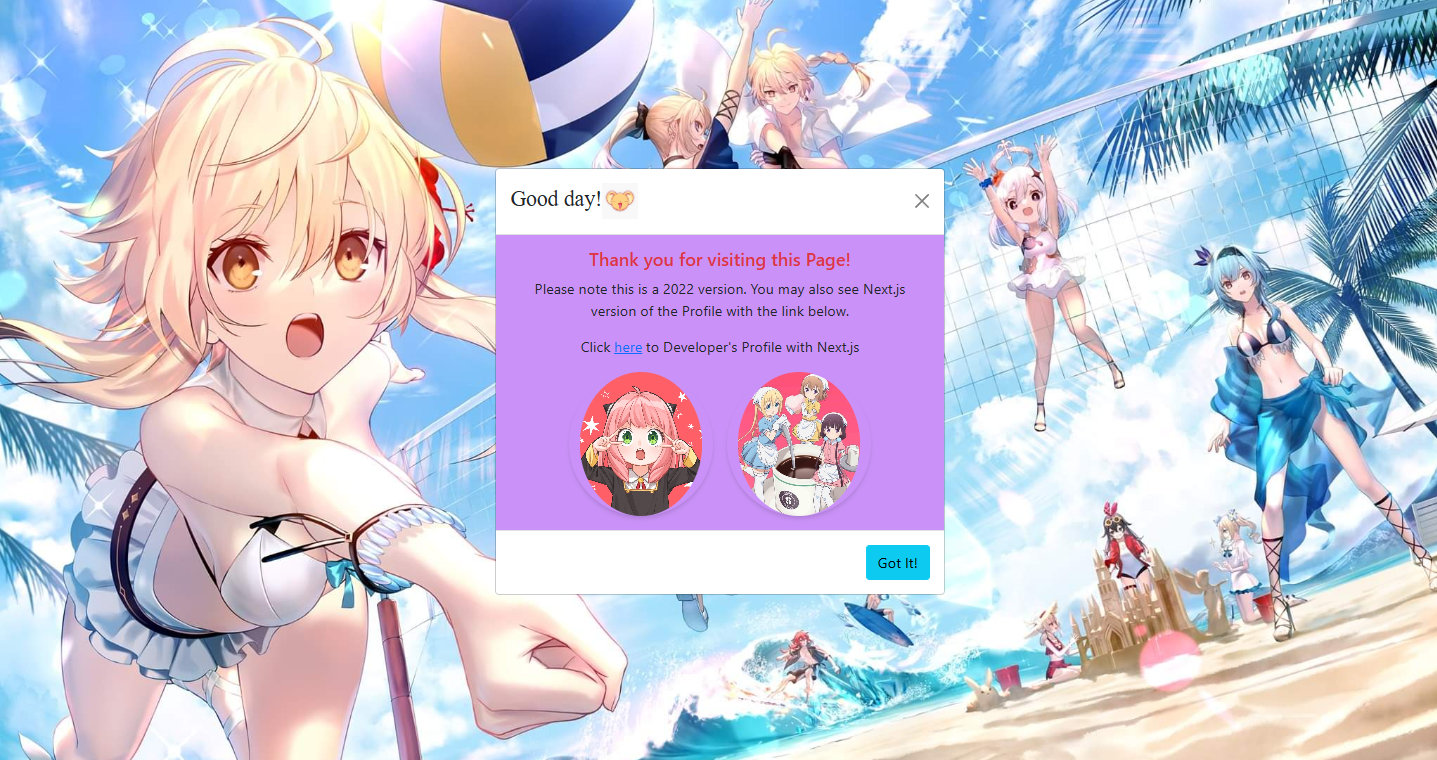 Good day!
Thank you for visiting this Page!
Please note this is a 2022 version. You may also see Next.js
version of the Profile with the link below.
Click here to Developer's Profile with Next.js
Got It!